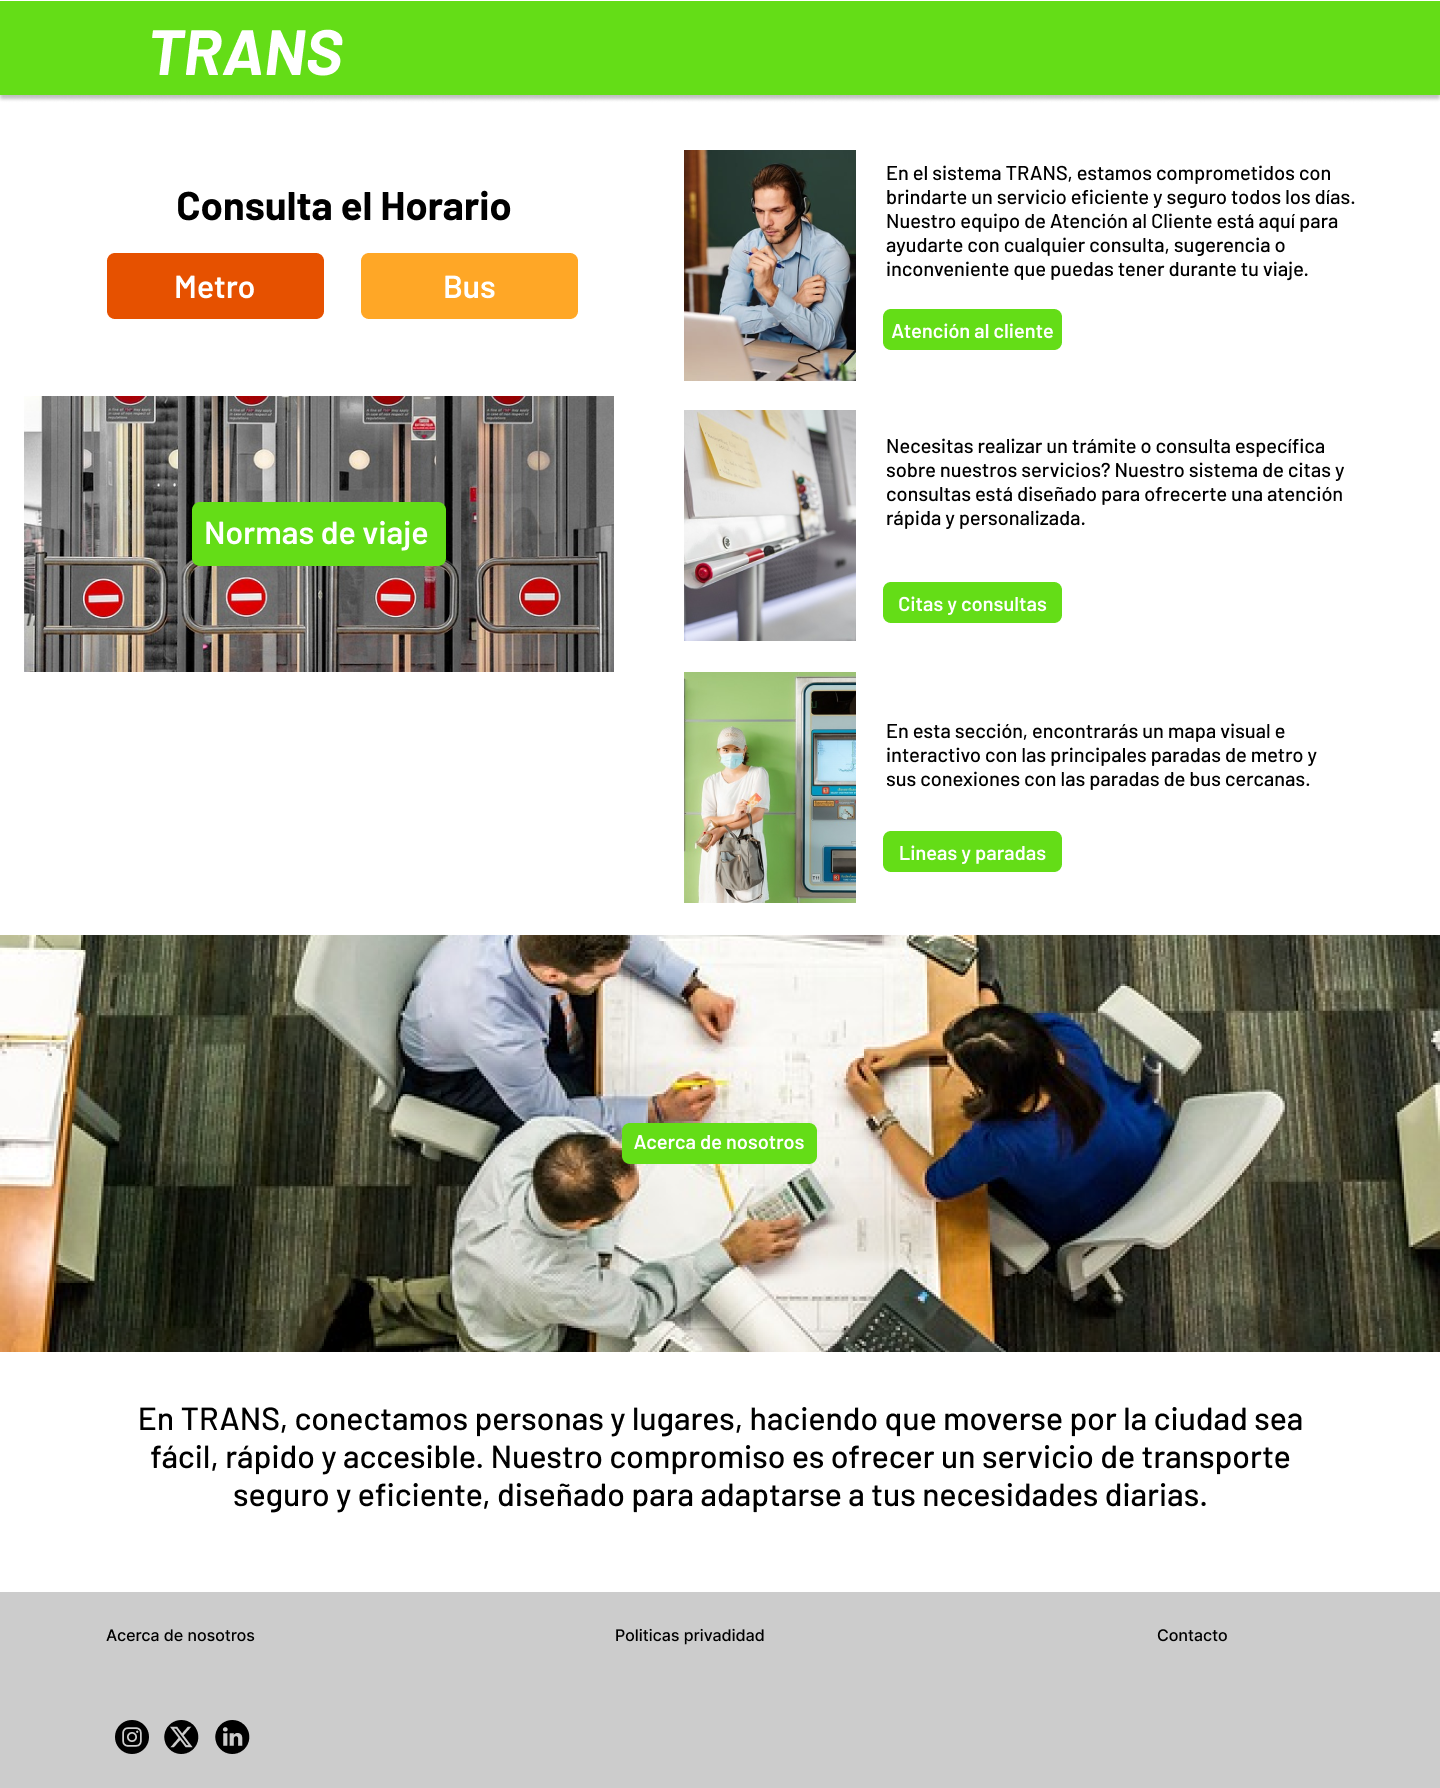 TRANS
Consulta el Horario
Metro
Bus
Normas de viaje
En el sistema TRANS, estamos comprometidos con
brindarte un servicio eficiente y seguro todos los días.
Nuestro equipo de Atención al Cliente está aquí para
ayudarte con cualquier consulta, sugerencia o
inconveniente que puedas tener durante tu viaje.
Atención al cliente
Necesitas realizar un trámite o consulta específica
sobre nuestros servicios? Nuestro sistema de citas y
consultas está diseñado para ofrecerte una atención
rápida y personalizada.
Citas y consultas
En esta sección, encontrarás un mapa visual e
interactivo con las principales paradas de metro y
sus conexiones con las paradas de bus cercanas.
Lineas y paradas
Acerca de nosotros
En TRANS, conectamos personas y lugares, haciendo que moverse por la ciudad sea
fácil, rápido y accesible. Nuestro compromiso es ofrecer un servicio de transporte
seguro y eficiente, diseñado para adaptarse a tus necesidades diarias.
Acerca de nosotros
Politicas privadidad
Contacto